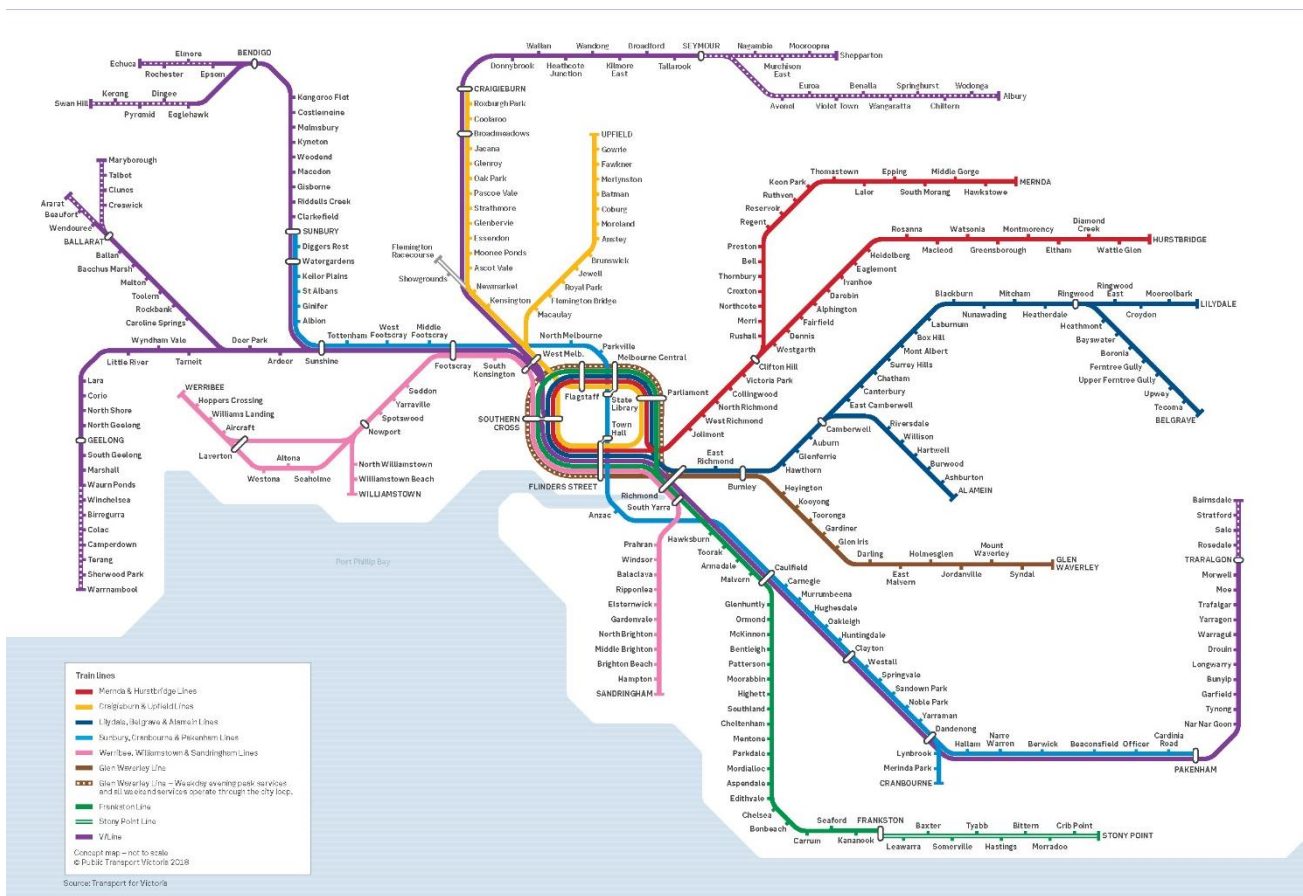 Echuca
Elmore
Rochester
Epsom
BENDIGO
Swan Hill
Kerang
Dingee
Pyramid
Eaglehawk
Kangaroo Flat
Castlemaine
Malmsbury
Kyneton
Woodend
Macedon
Gisborne
Riddells Creek
Clarkefield
SUNBURY
Diggers Rest
Watergardens
Keilor Plains
St Albans
Ginifer
Albion
Maryborough
Talbot
Clunes
Creswick
Ararat
Beaufort
Wendouree
BALLARAT
Ballan
Bacchus Marsh
Melton
Toolern
Rockbank
Caroline Springs
Wyndham Vale
Deer Park
Little River
Tarneit
Ardeer
Sunshine
Tottenham
West
Footscray
Middle
Footscray
Footscray
South
Kensington
Lara
Corio
North Shore
North Geelong
GEELONG
South Geelong
Marshall
Waurn Ponds
Winchelsea
Birregurra
Colac
Camperdown
Terang
Sherwood Park
Warrnambool
WERRIBEE
Hoppers Crossing
Williams Landing
Aircraft
Laverton
Westona
Altona
Seaholme
Seddon
Yarraville
Spotswood
Newport
North Williamstown
Williamstown Beach
WILLIAMSTOWN
Donnybrook
Wallan
Heathcote
Junction
Wandong
Kilmore
East
Broadford
Tallarook
SEYMOUR
Nagambie
Murchison
East
Mooroopna
Shepparton
Avenel
Euroa
Violet Town
Benalla
Wangaratta
Springhurst
Chiltern
Wodonga
Albury
CRAIGIEBURN
Roxburgh Park
Coolaroo
Broadmeadows
Jacana
Glenroy
Oak Park
Pascoe Vale
Strathmore
Glenbervie
Essendon
Moonee Ponds
Ascot Vale
Newmarket
Kensington
Flemington
Racecourse
Showgrounds
UPFIELD
Gowrie
Fawkner
Merlynston
Batman
Coburg
Moreland
Anstey
Brunswick
Jewell
Royal Park
Flemington Bridge
Macaulay
North Melbourne
West Melb.
Parkville
Melbourne Central
Flagstaff
State
Library
Town
Hall
Parliament
SOUTHERN
CROSS
FLINDERS STREET
Keon Park
Thomastown
Lalor
Epping
South Morang
Middle Gorge
Hawkstowe
MERNDA
Ruthven
Reservoir
Regent
Preston
Bell
Thornbury
Croxton
Northcote
Merri
Rushall
Rosanna
Macleod
Watsonia
Greensborough
Montmorency
Eltham
Diamond
Creek
Wattle Glen
HURSTBRIDGE
Heidelberg
Eaglemont
Ivanhoe
Darebin
Alphington
Fairfield
Dennis
Westgarth
Clifton Hill
Victoria Park
Collingwood
North Richmond
West Richmond
Jolimont
Blackburn
Nunawading
Mitcham
Heatherdale
Ringwood
Ringwood
East
Croydon
Mooroolbark
LILYDALE
Heathmont
Bayswater
Boronia
Ferntree Gully
Upper Ferntree Gully
Upwey
Tecoma
BELGRAVE
Laburnum
Box Hill
Mont Albert
Surrey Hills
Chatham
Canterbury
East Camberwell
Camberwell
Auburn
Glenferrie
Hawthorn
Riversdale
Willison
Hartwell
Burwood
Ashburton
ALAMEIN
East
Richmond
Burnley
Heyington
Kooyong
Tooronga
Gardiner
Glen Iris
Darling
East
Malvern
Holmesglen
Jordanville
Mount
Waverley
Syndal
GLEN
WAVERLEY
Richmond
South Yarra
Anzac
Prahran
Windsor
Balaclava
Ripponlea
Elsternwick
Gardenvale
North Brighton
Middle Brighton
Brighton Beach
Hampton
SANDRINGHAM
Hawksburn
Toorak
Armadale
Malvern
Caulfield
Carnegie
Murrumbeena
Hughesdale
Oakleigh
Huntingdale
Clayton
Westall
Springvale
Sandown Park
Noble Park
Yarraman
Dandenong
Lynbrook
Merinda Park
CRANBOURNE
Hallam
Narre
Warren
Berwick
Beaconsfield
Officer
Cardinia
Road
PAKENHAM
Glenhuntly
Ormond
McKinnon
Bentleigh
Patterson
Moorabbin
Highett
Southland
Cheltenham
Mentone
Parkdale
Mordialloc
Aspendale
Edithvale
Chelsea
Bonbeach
Carrum
Seaford
Kananook
FRANKSTON
Leawarra
Baxter
Somerville
Tyabb
Hastings
Bittern
Morradoo
Crib Point
STONY POINT
Bairnsdale
Stratford
Sale
Rosedale
TRARALGON
Morwell
Moe
Trafalgar
Yarragon
Warragul
Drouin
Longwarry
Bunyip
Garfield
Tynong
Nar Nar Goon
Port Phillip Bay
Train lines
Mernda & Hurstbridge Lines
Craigieburn & Upfield Lines
Lilydale, Belgrave & Alamein Lines
Sunbury, Cranbourne & Pakenham Lines
Werribee, Williamstown & Sandringham Lines
Glen Waverley Line
Glen Waverley Line – Weekday evening peak services
and all weekend services operate through the city loop.
Frankston Line
Stony Point Line
V/Line
Concept map – not to scale
© Public Transport Victoria 2018
Source: Transport for Victoria